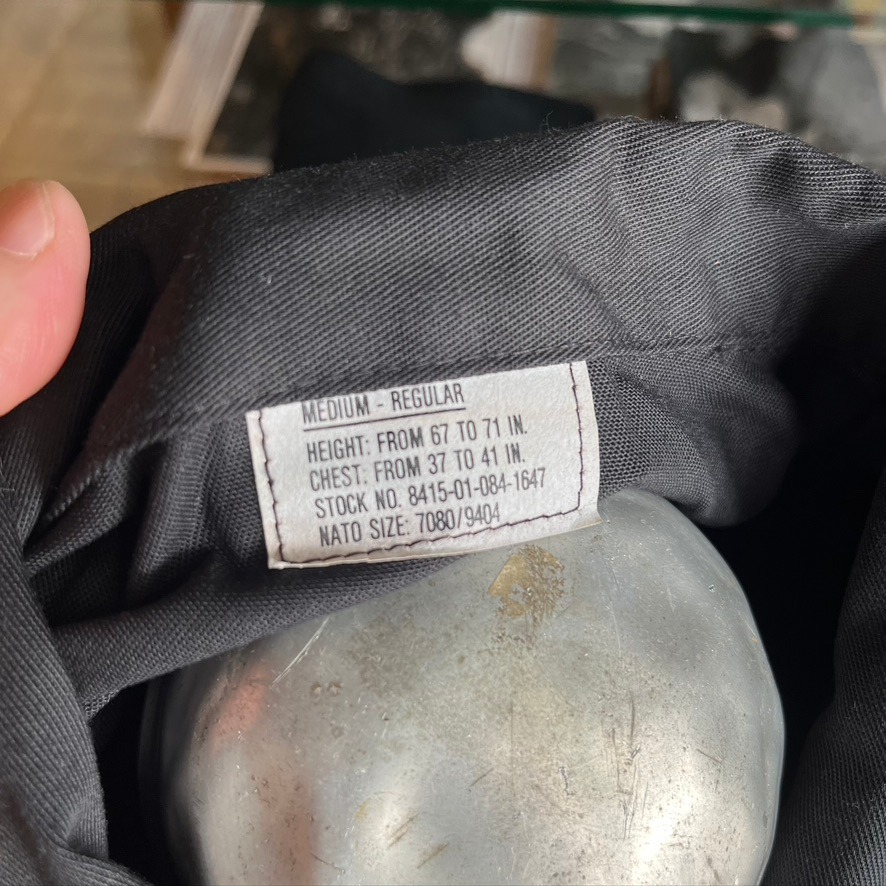 MEDIUM - REGULAR
HEIGHT: FROM 67 TO 71 IN.
CHEST: FROM 37 TO 41 IN.
STOCK NO. 8415-01-084-1647
NATO SIZE: 7080/9404